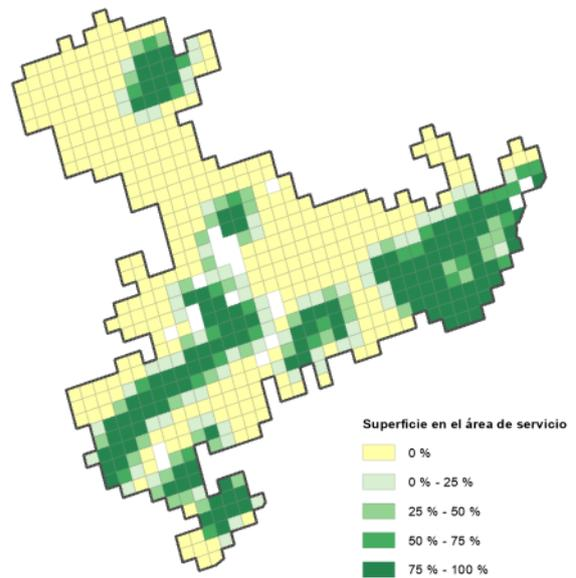 Superficie en el área de servicio
0 %
0 % - 25 %
25 % - 50 %
50 % - 75 %
75 % - 100 %